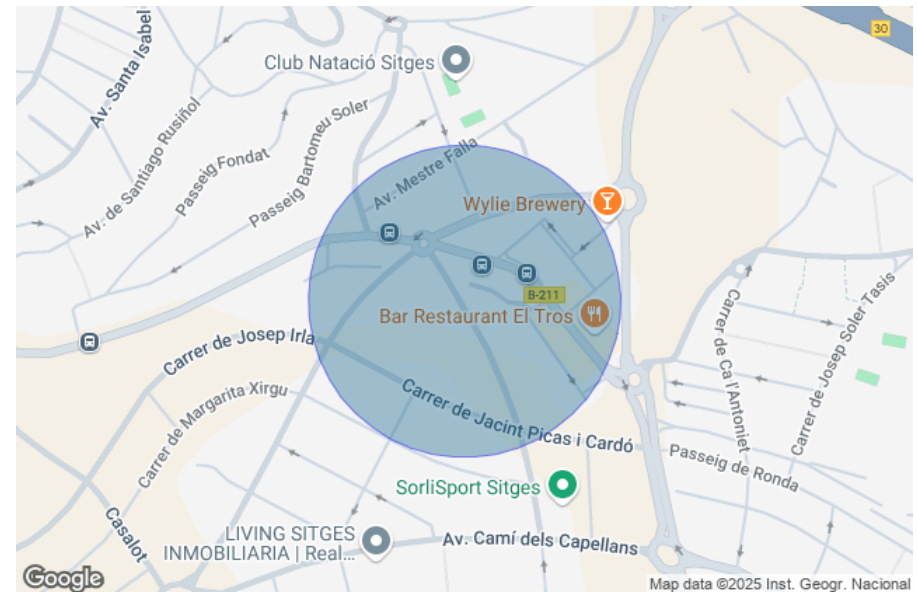 30
Club Natació Sitges
Av. Santa Isabel
Av. de Santiago Rusiñol
Passeig Fondat
Passeig Bartomeu Soler
Av. Mestre Falla
Wylie Brewery
B-211
Bar Restaurant El Tros
Carrer de Josep Irla
Carrer de Margarita Xirgu
Carrer de Jacint Picas i Cardó
Carrer de Ca l'Antoniet
Carrer de Josep Soler Tasis
Passeig de Ronda
SorliSport Sitges
Casalot
LIVING SITGES
INMOBILIARIA | Real...
Av. Camí dels Capellans
Google
Map data ©2025 Inst. Geogr. Nacional